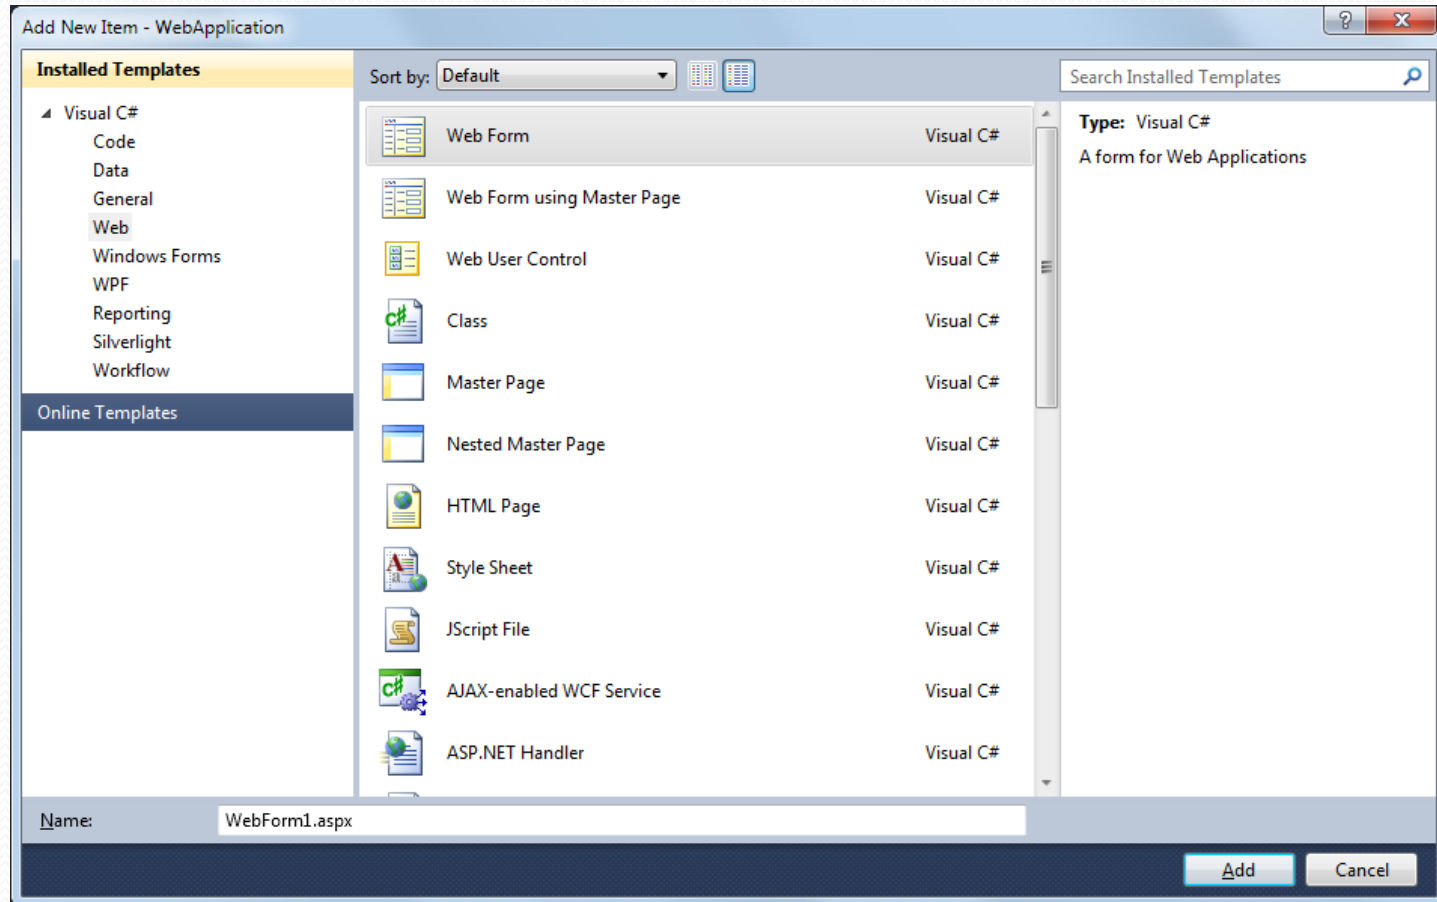 Add New Item - WebApplication
Installed Templates
Visual C#
Code
Data
General
Web
Windows Forms
WPF
Reporting
Silverlight
Workflow
Online Templates
Sort by: Default
Web Form Visual C#
Web Form using Master Page Visual C#
Web User Control Visual C#
Class Visual C#
Master Page Visual C#
Nested Master Page Visual C#
HTML Page Visual C#
Style Sheet Visual C#
JScript File Visual C#
AJAX-enabled WCF Service Visual C#
ASP.NET Handler Visual C#
Search Installed Templates
Type: Visual C#
A form for Web Applications
Name: WebForm1.aspx
Add Cancel